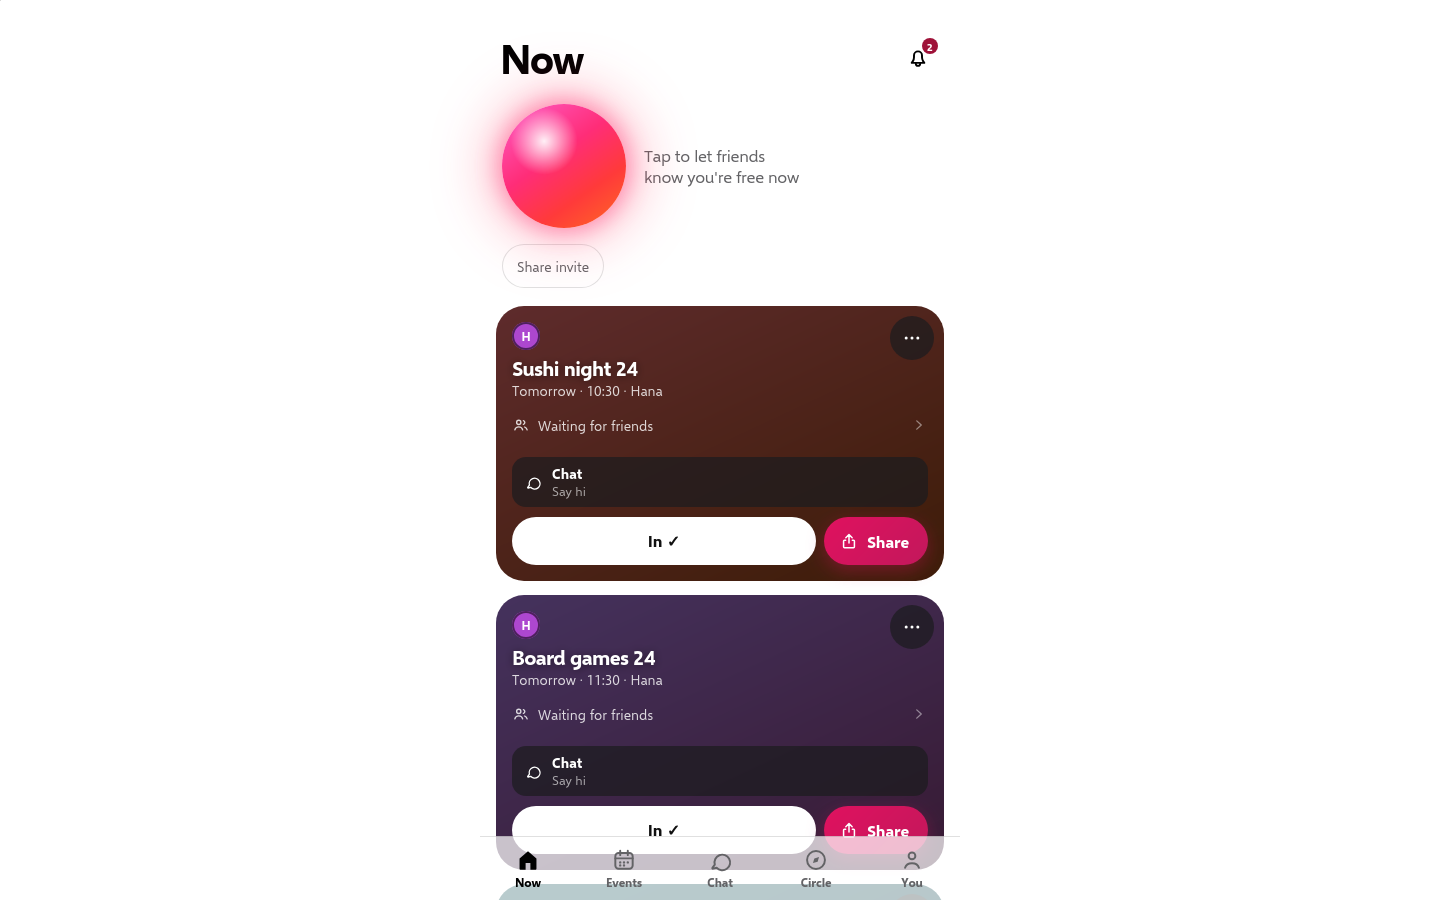 Now
2
Tap to let friends
know you're free now
Share invite
H
Sushi night 24
Tomorrow · 10:30 · Hana
Waiting for friends
Chat
Say hi
In ✓
Share
H
Board games 24
Tomorrow · 11:30 · Hana
Waiting for friends
Chat
Say hi
In ✓
Share
Now
Events
Chat
Circle
You